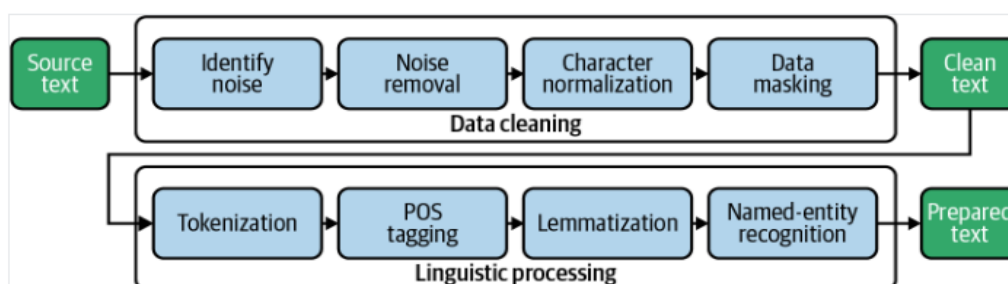 Source
text
Identify
noise
Noise
removal
Character
normalization
Data
masking
Clean
text
Data cleaning
Tokenization
POS
tagging
Lemmatization
Named-entity
recognition
Prepared
text
Linguistic processing